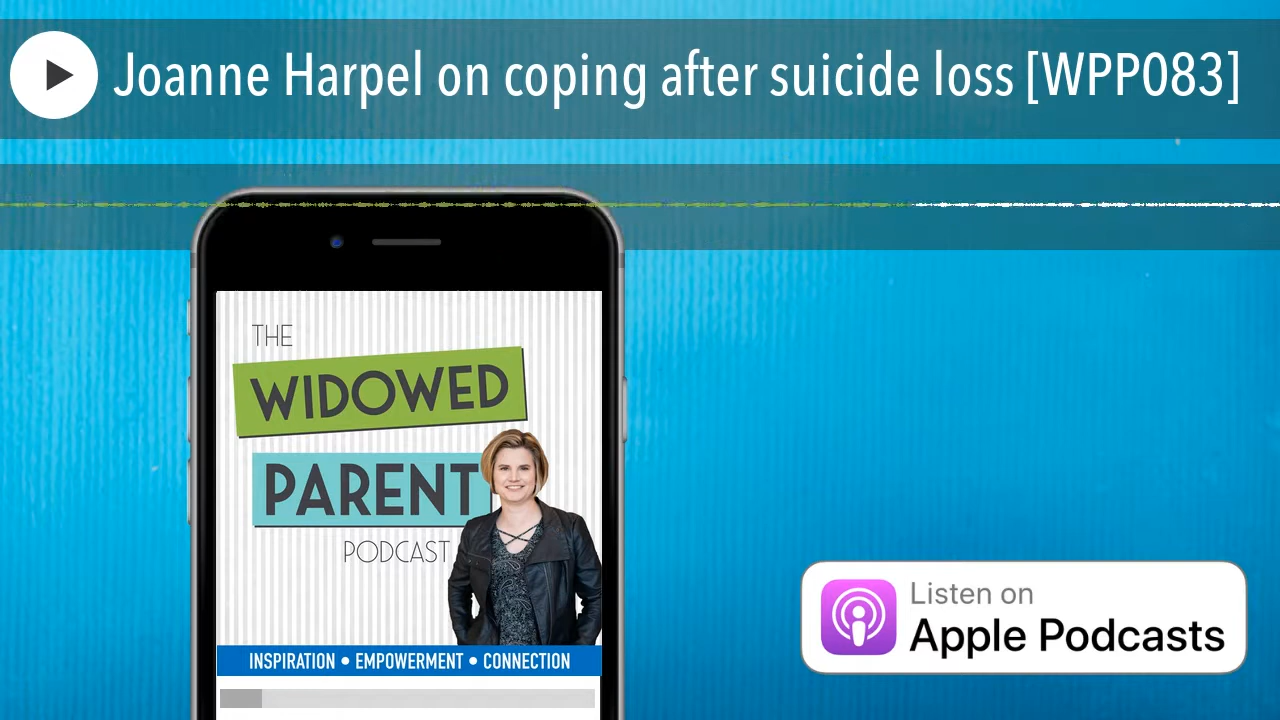 Joanne Harpel on coping after suicide loss [WPP083]
THE
WIDOWED
PARENT
PODCAST
INSPIRATION • EMPOWERMENT • CONNECTION
Listen on
Apple Podcasts